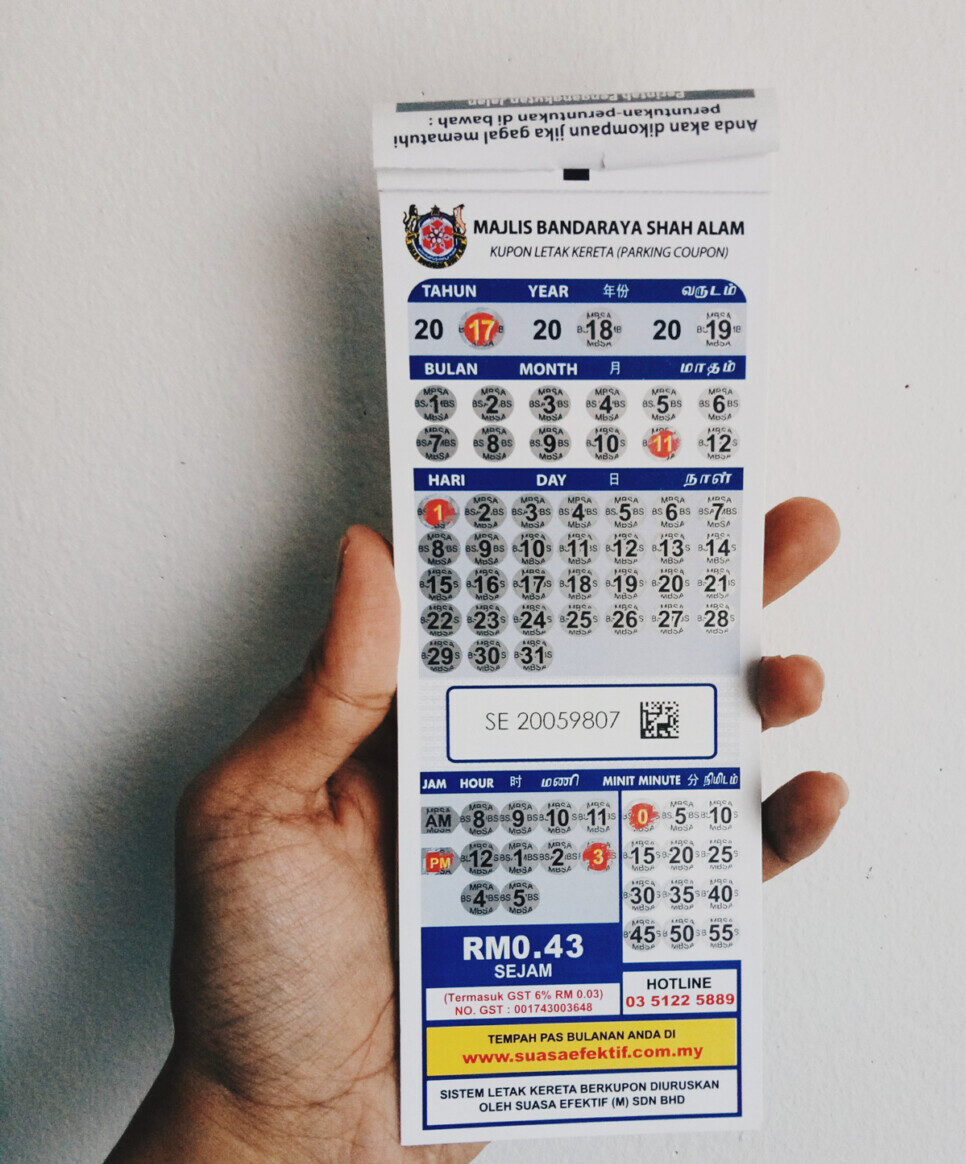 Perintah Pengangkutan Jalan
peruntukan-peruntukan di bawah :
Anda akan dikompaun jika gagal mematuhi
MAJLIS BANDARAYA SHAH ALAM
KUPON LETAK KERETA (PARKING COUPON)
TAHUN YEAR 年份 வருடம்
20 17 20 18 20 19
BULAN MONTH 月 மாதம்
1 2 3 4 5 6
7 8 9 10 11 12
HARI DAY 日 நாள்
1 2 3 4 5 6 7
8 9 10 11 12 13 14
15 16 17 18 19 20 21
22 23 24 25 26 27 28
29 30 31
SE 20059807
JAM HOUR 时 மணி MINIT MINUTE 分 நிமிடம்
AM 8 9 10 11 0 5 10
PM 12 1 2 3 15 20 25
4 5 30 35 40
45 50 55
RM0.43
SEJAM
(Termasuk GST 6% RM 0.03)
NO. GST : 001743003648
HOTLINE
03 5122 5889
TEMPAH PAS BULANAN ANDA DI
www.suasaefektif.com.my
SISTEM LETAK KERETA BERKUPON DIURUSKAN
OLEH SUASA EFEKTIF (M) SDN BHD